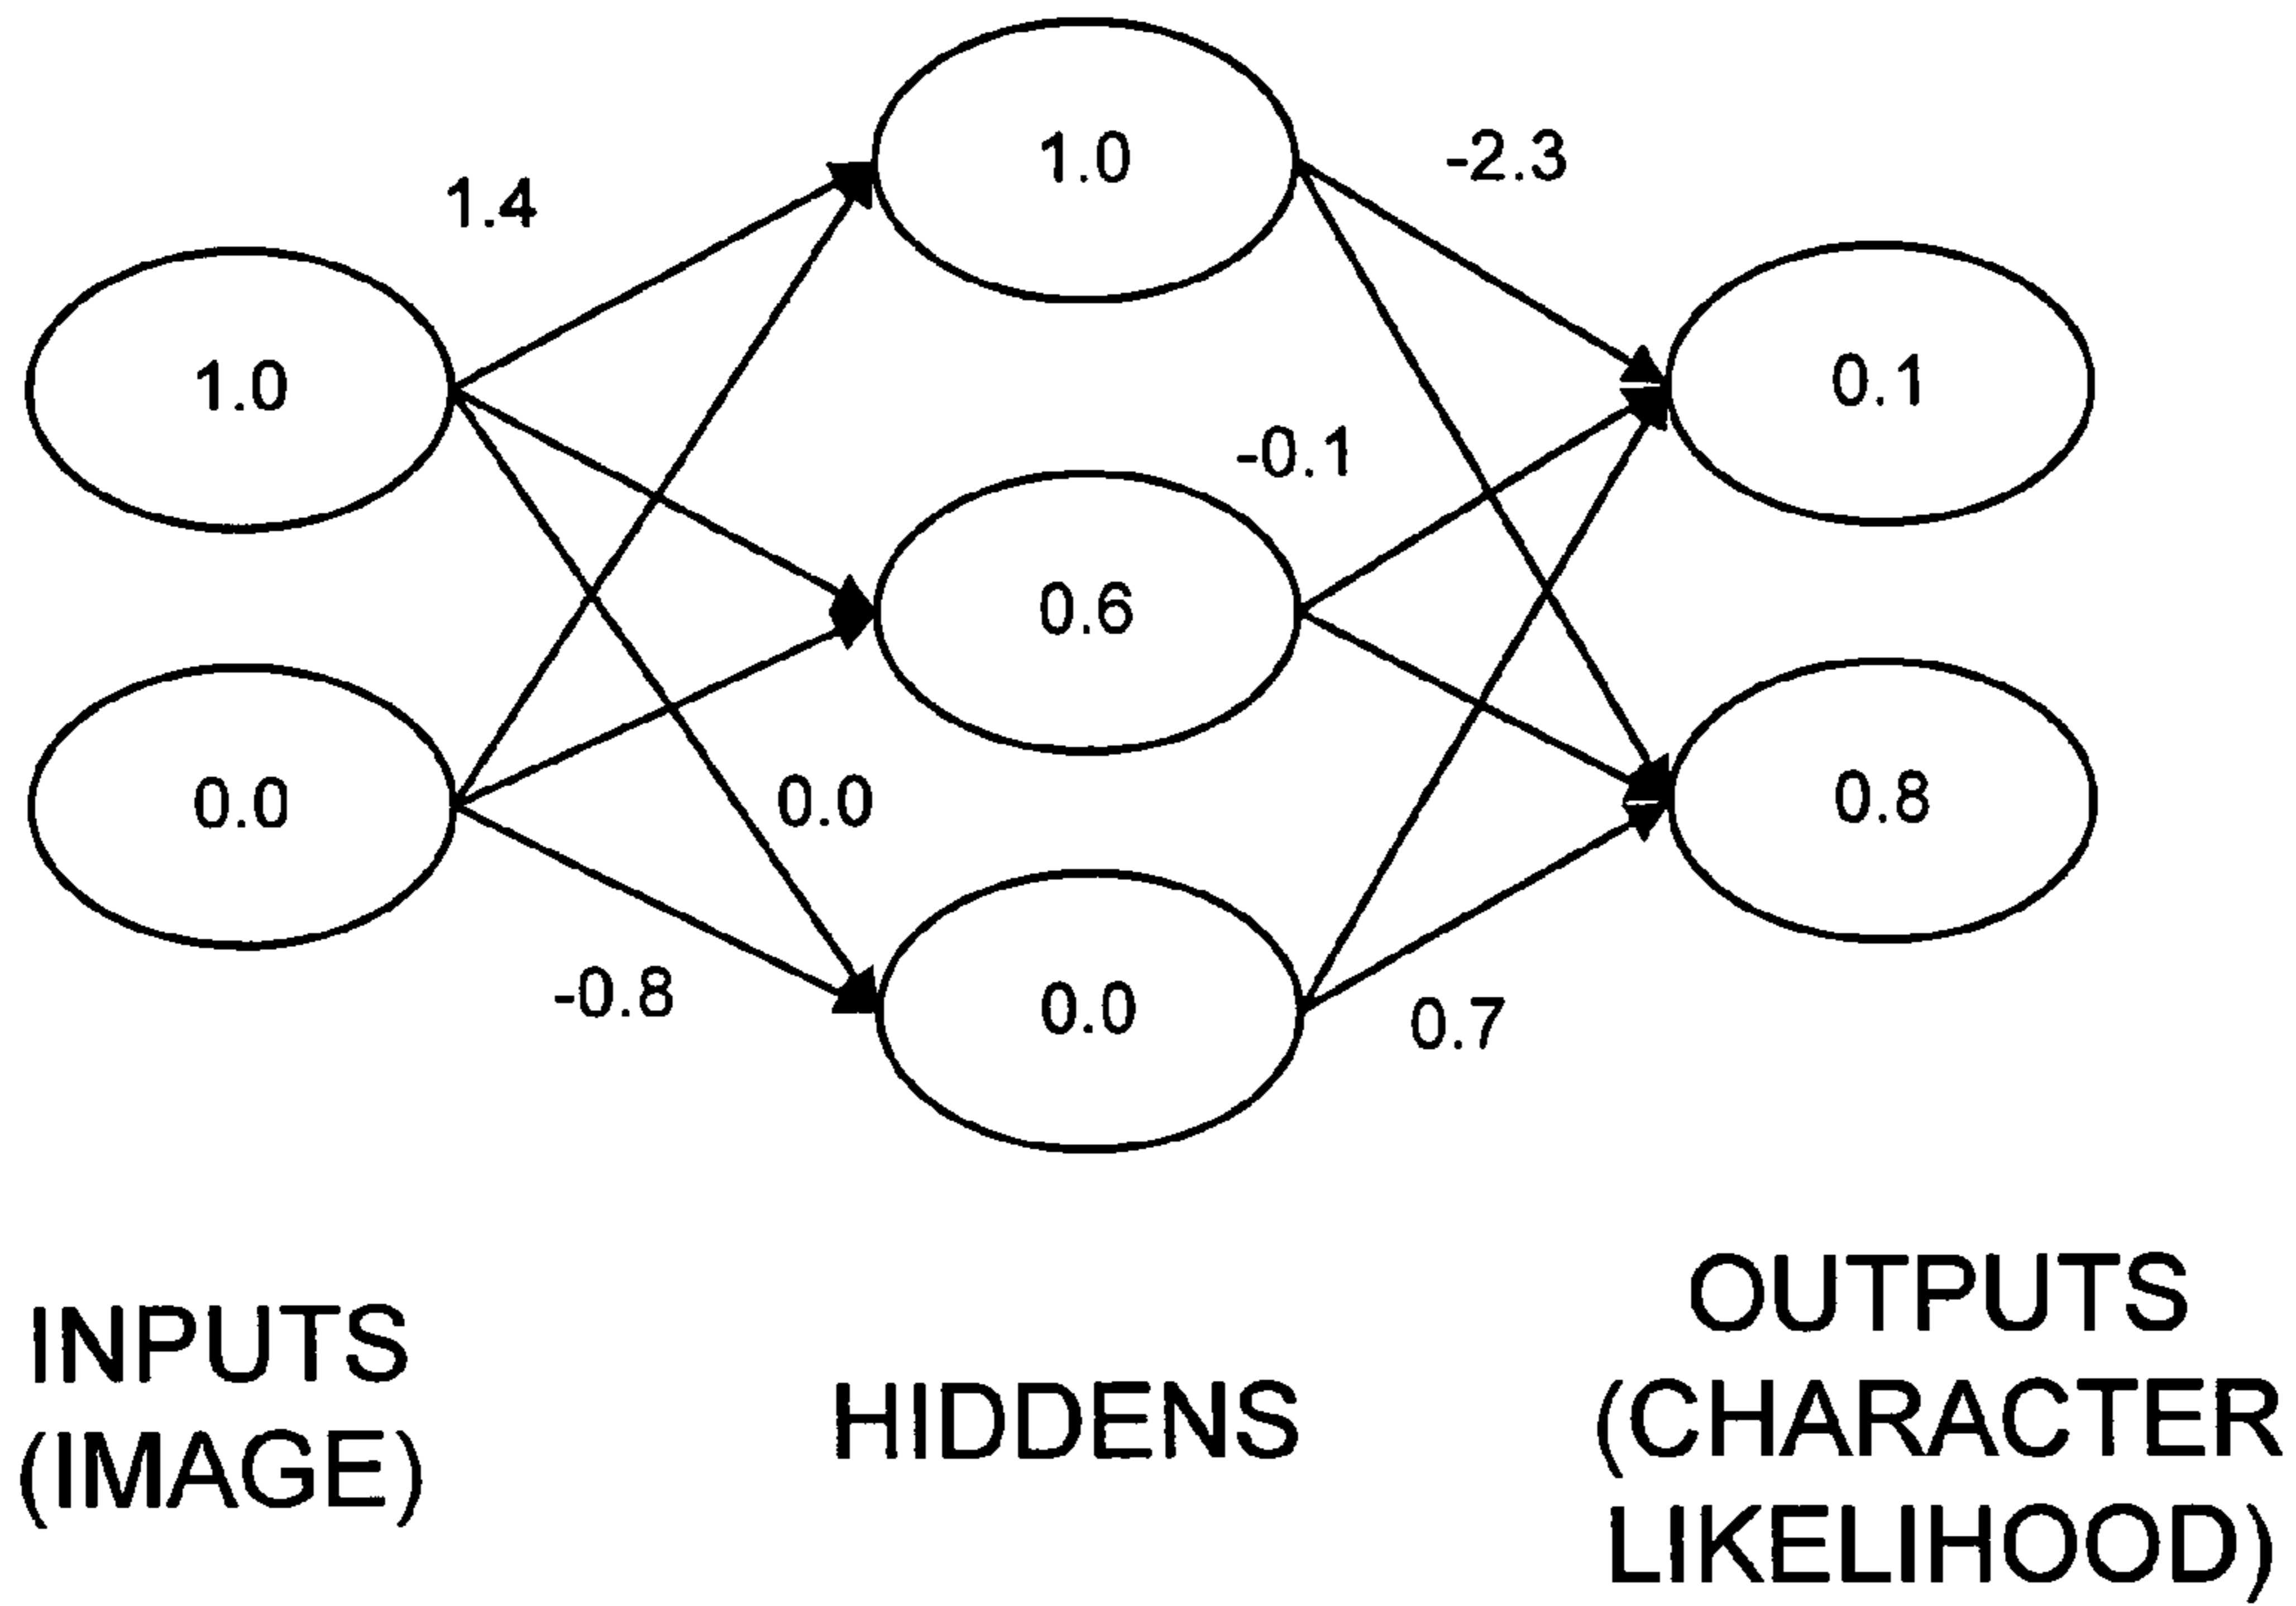 1.0
1.4
-2.3
1.0
0.1
-0.1
0.6
0.0
0.0
0.8
-0.8
0.0
0.7
INPUTS
(IMAGE)
HIDDENS
OUTPUTS
(CHARACTER
LIKELIHOOD)